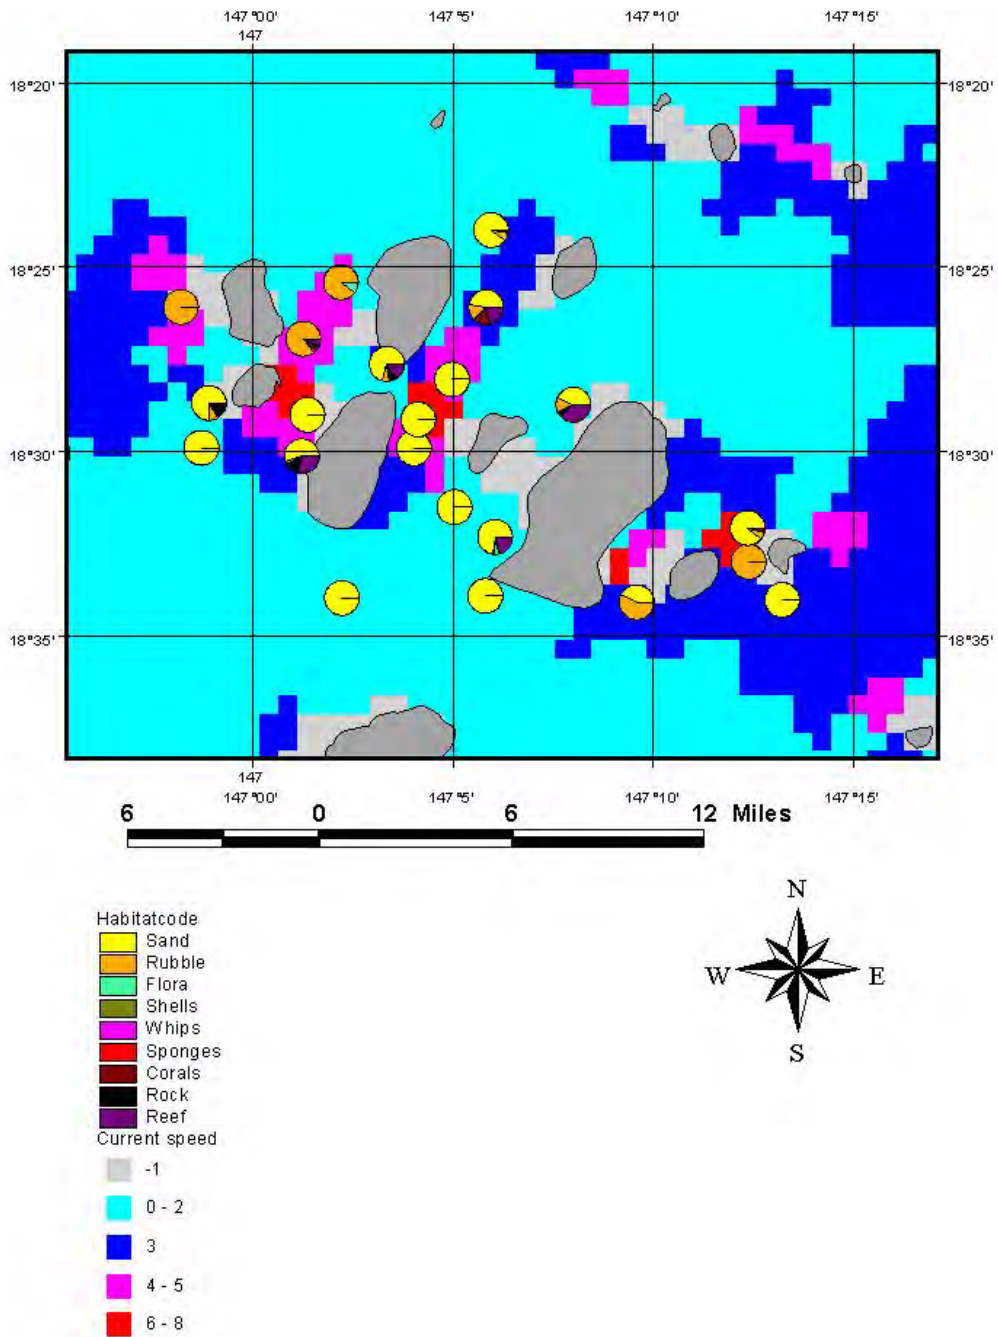 147 °00' 147 °5' 147 °10' 147 °15'
147
18°20' 18°20'
18°25' 18°25'
18°30' 18°30'
18°35' 18°35'
147
147 °00' 147 °5' 147 °10' 147 °15'
6 0 6 12 Miles
N
W E
S
Habitatcode
Sand
Rubble
Flora
Shells
Whips
Sponges
Corals
Rock
Reef
Current speed
-1
0 - 2
3
4 - 5
6 - 8